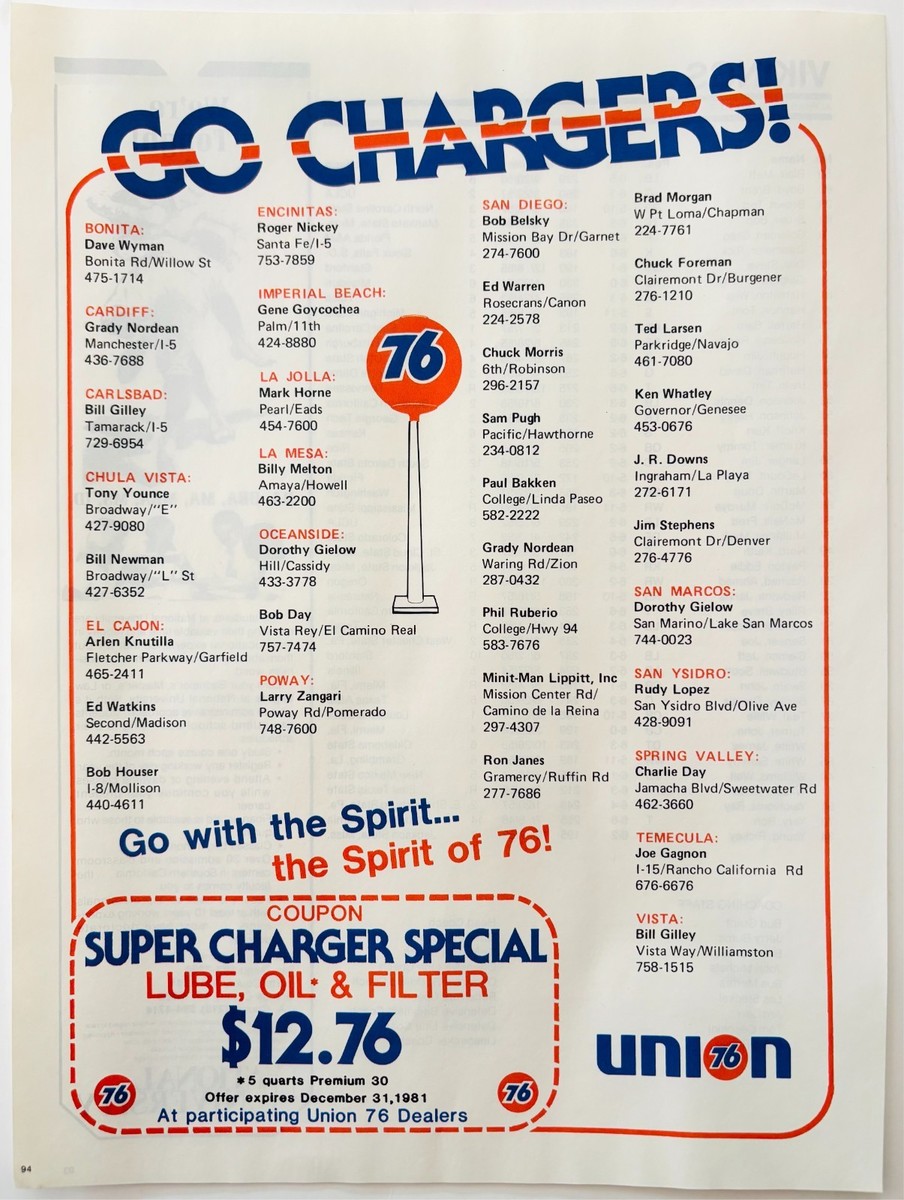 GO CHARGERS!
BONITA:
Dave Wyman
Bonita Rd/Willow St
475-1714
CARDIFF:
Grady Nordean
Manchester/I-5
436-7688
CARLSBAD:
Bill Gilley
Tamarack/I-5
729-6954
CHULA VISTA:
Tony Younce
Broadway/"E"
427-9080
Bill Newman
Broadway/"L" St
427-6352
EL CAJON:
Arlen Knutilla
Fletcher Parkway/Garfield
465-2411
Ed Watkins
Second/Madison
442-5563
Bob Houser
I-8/Mollison
440-4611
ENCINITAS:
Roger Nickey
Santa Fe/I-5
753-7859
IMPERIAL BEACH:
Gene Goycochea
Palm/11th
424-8880
LA JOLLA:
Mark Horne
Pearl/Eads
454-7600
LA MESA:
Billy Melton
Amaya/Howell
463-2200
OCEANSIDE:
Dorothy Gielow
Hill/Cassidy
433-3778
Bob Day
Vista Rey/El Camino Real
757-7474
POWAY:
Larry Zangari
Poway Rd/Pomerado
748-7600
76
SAN DIEGO:
Bob Belsky
Mission Bay Dr/Garnet
274-7600
Ed Warren
Rosecrans/Canon
224-2578
Chuck Morris
6th/Robinson
296-2157
Sam Pugh
Pacific/Hawthorne
234-0812
Paul Bakken
College/Linda Paseo
582-2222
Grady Nordean
Waring Rd/Zion
287-0432
Phil Ruberio
College/Hwy 94
583-7676
Minit-Man Lippitt, Inc
Mission Center Rd/
Camino de la Reina
297-4307
Ron Janes
Gramercy/Ruffin Rd
277-7686
Brad Morgan
W Pt Loma/Chapman
224-7761
Chuck Foreman
Clairemont Dr/Burgener
276-1210
Ted Larsen
Parkridge/Navajo
461-7080
Ken Whatley
Governor/Genesee
453-0676
J. R. Downs
Ingraham/La Playa
272-6171
Jim Stephens
Clairemont Dr/Denver
276-4776
SAN MARCOS:
Dorothy Gielow
San Marino/Lake San Marcos
744-0023
SAN YSIDRO:
Rudy Lopez
San Ysidro Blvd/Olive Ave
428-9091
SPRING VALLEY:
Charlie Day
Jamacha Blvd/Sweetwater Rd
462-3660
TEMECULA:
Joe Gagnon
I-15/Rancho California Rd
676-6676
VISTA:
Bill Gilley
Vista Way/Williamston
758-1515
Go with the Spirit...
the Spirit of 76!
COUPON
SUPER CHARGER SPECIAL
LUBE, OIL* & FILTER
$12.76
*5 quarts Premium 30
Offer expires December 31,1981
At participating Union 76 Dealers
76
76
union
76
94